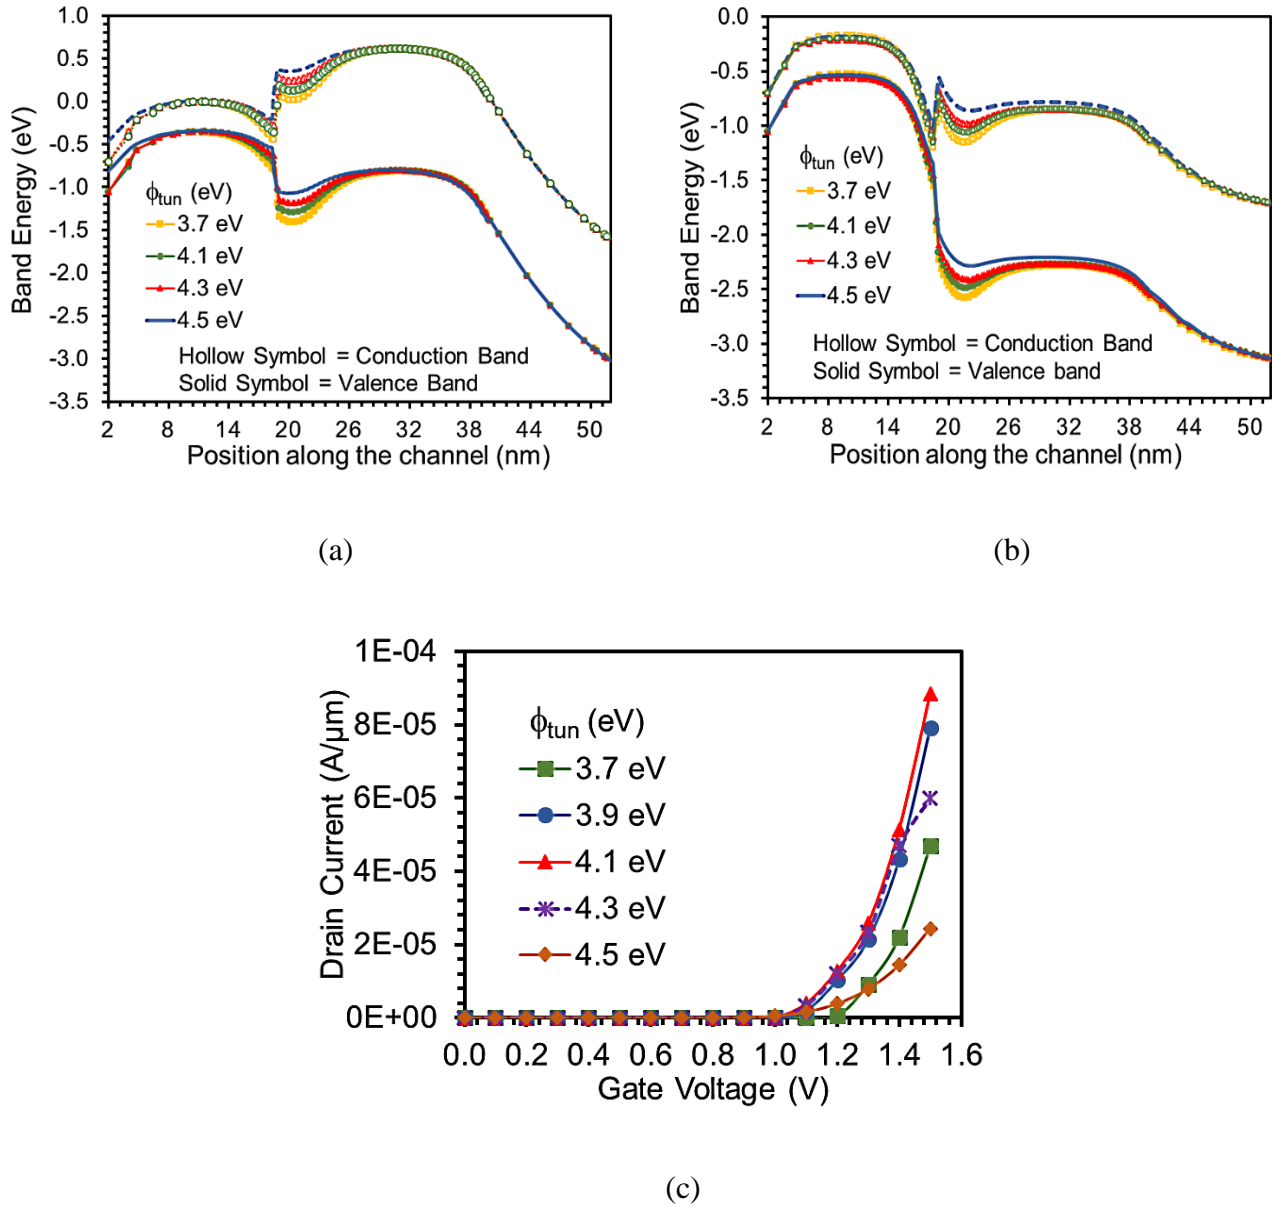 1.0
0.5
0.0
-0.5
-1.0
-1.5
-2.0
-2.5
-3.0
-3.5
Band Energy (eV)
ϕtun (eV)
3.7 eV
4.1 eV
4.3 eV
4.5 eV
Hollow Symbol = Conduction Band
Solid Symbol = Valence Band
2 8 14 20 26 32 38 44 50
Position along the channel (nm)
(a)
0.0
-0.5
-1.0
-1.5
-2.0
-2.5
-3.0
-3.5
Band Energy (eV)
ϕtun (eV)
3.7 eV
4.1 eV
4.3 eV
4.5 eV
Hollow Symbol = Conduction Band
Solid Symbol = Valence band
2 8 14 20 26 32 38 44 50
Position along the channel (nm)
(b)
1E-04
8E-05
6E-05
4E-05
2E-05
0E+00
Drain Current (A/μm)
ϕtun (eV)
3.7 eV
3.9 eV
4.1 eV
4.3 eV
4.5 eV
0.0 0.2 0.4 0.6 0.8 1.0 1.2 1.4 1.6
Gate Voltage (V)
(c)